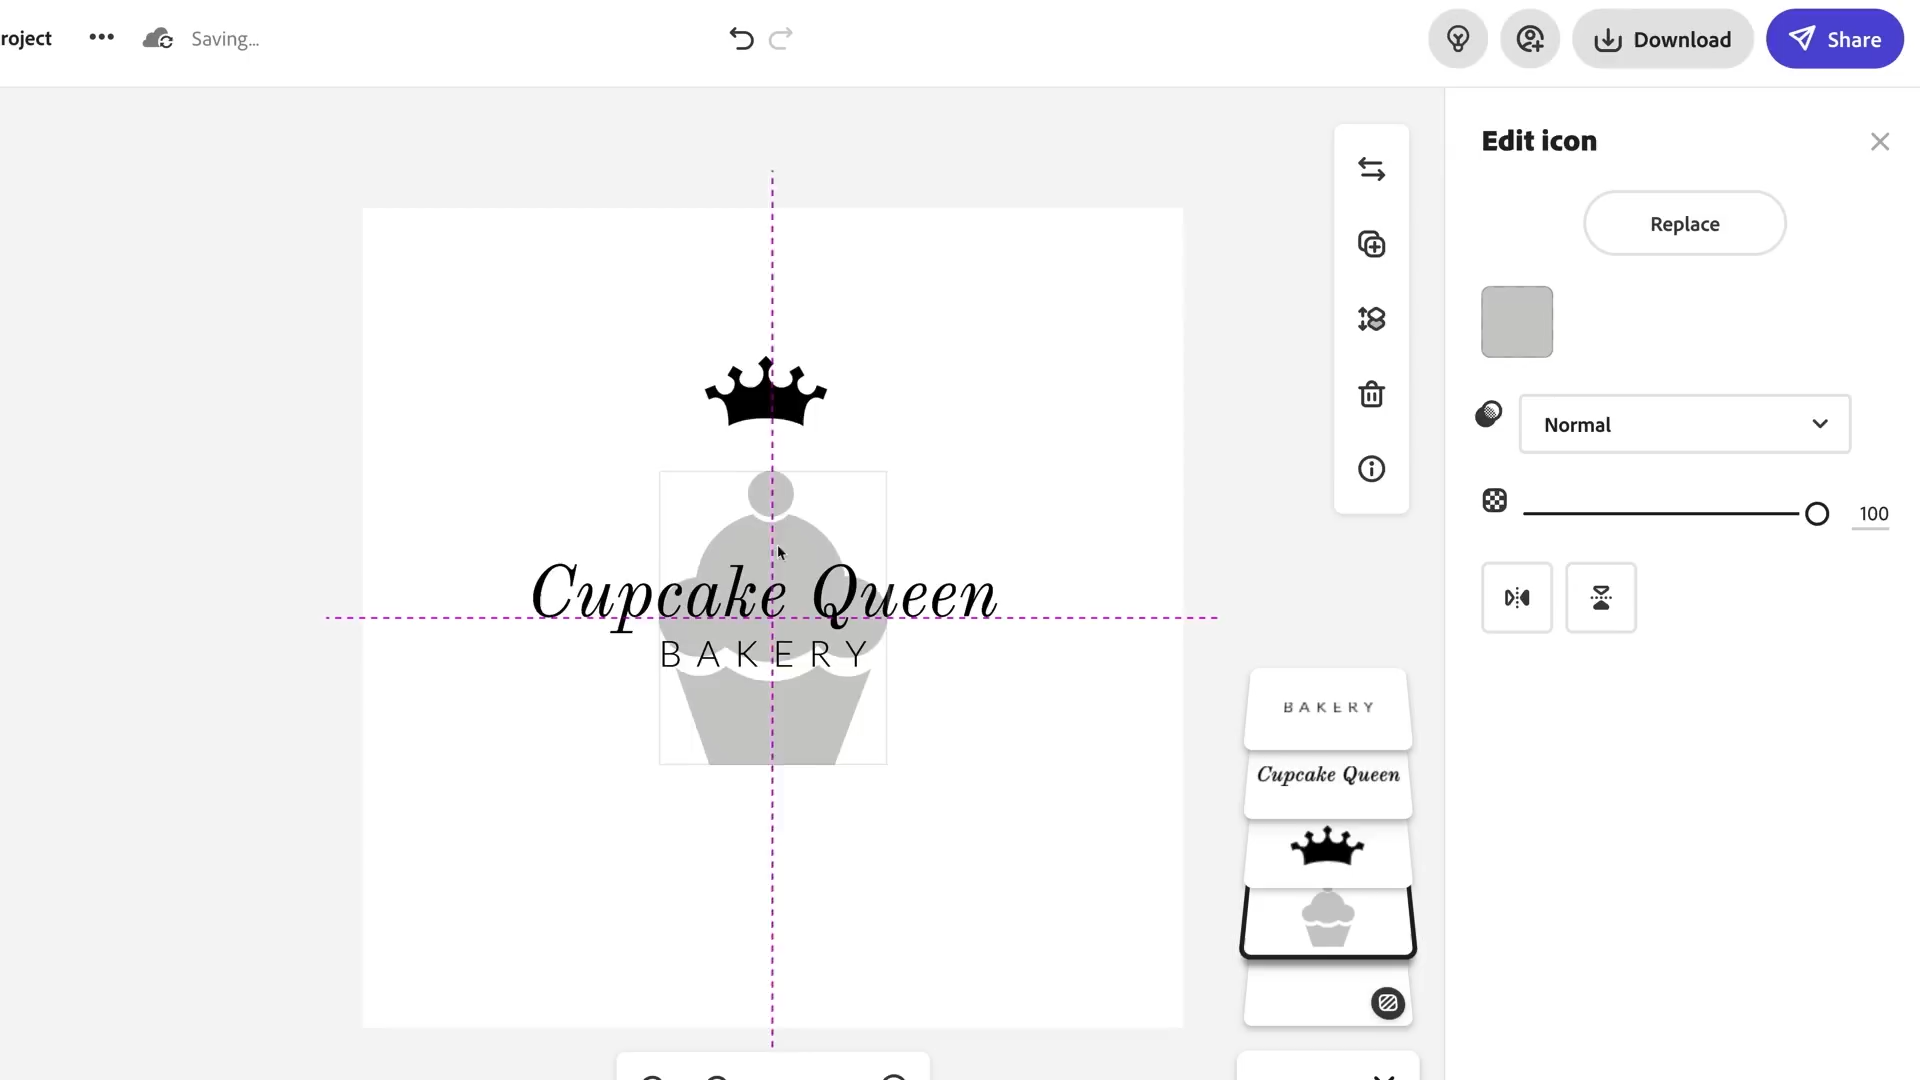 roject
Saving...
Download
Share
Edit icon
Replace
Normal
100
Cupcake Queen
BAKERY
BAKERY
Cupcake Queen